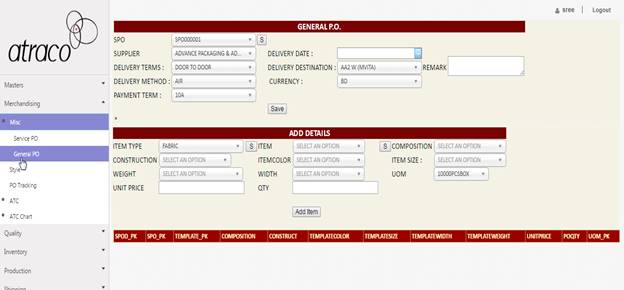 sree Logout
atraco
Masters
Merchandising
Misc
Service PO
General PO
Style
PO Tracking
ATC
ATC Chart
Quality
Inventory
Production
Shipping
GENERAL P.O.
SPO SPO000001 S
SUPPLIER ADVANCE PACKAGING & AD... DELIVERY DATE :
DELIVERY TERMS : DOOR TO DOOR DELIVERY DESTINATION : AA2 W (MVITA) REMARK
DELIVERY METHOD : AIR CURRENCY : BD
PAYMENT TERM : 10A
Save
*
ADD DETAILS
ITEM TYPE FABRIC S ITEM SELECT AN OPTION S COMPOSITION SELECT AN OPTION
CONSTRUCTION SELECT AN OPTION ITEMCOLOR SELECT AN OPTION ITEM SIZE : SELECT AN OPTION
WEIGHT SELECT AN OPTION WIDTH SELECT AN OPTION UOM 10000PCSBOX
UNIT PRICE QTY
Add Item
SPOD_PK SPO_PK TEMPLATE_PK COMPOSITION CONSTRUCT TEMPLATECOLOR TEMPLATESIZE TEMPLATEWIDTH TEMPLATEWEIGHT UNITPRICE POQTY UOM_PK